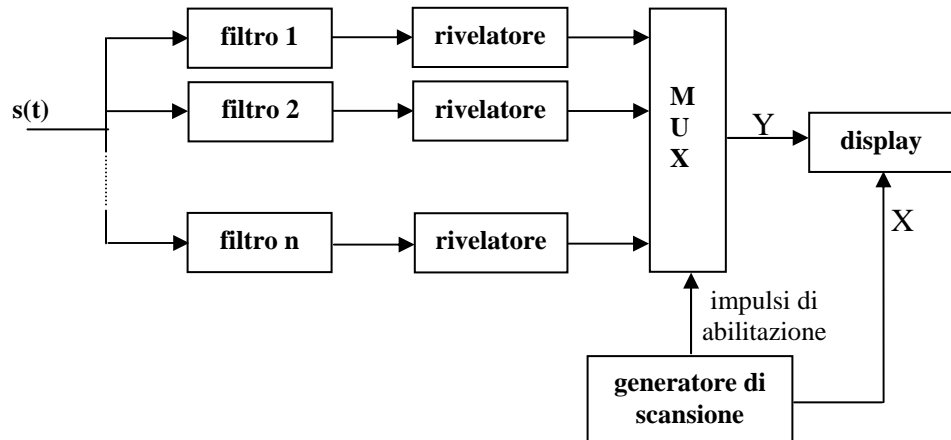 filtro 1
rivelatore
s(t)
filtro 2
rivelatore
M
U
X
Y
display
filtro n
rivelatore
X
impulsi di
abilitazione
generatore di
scansione